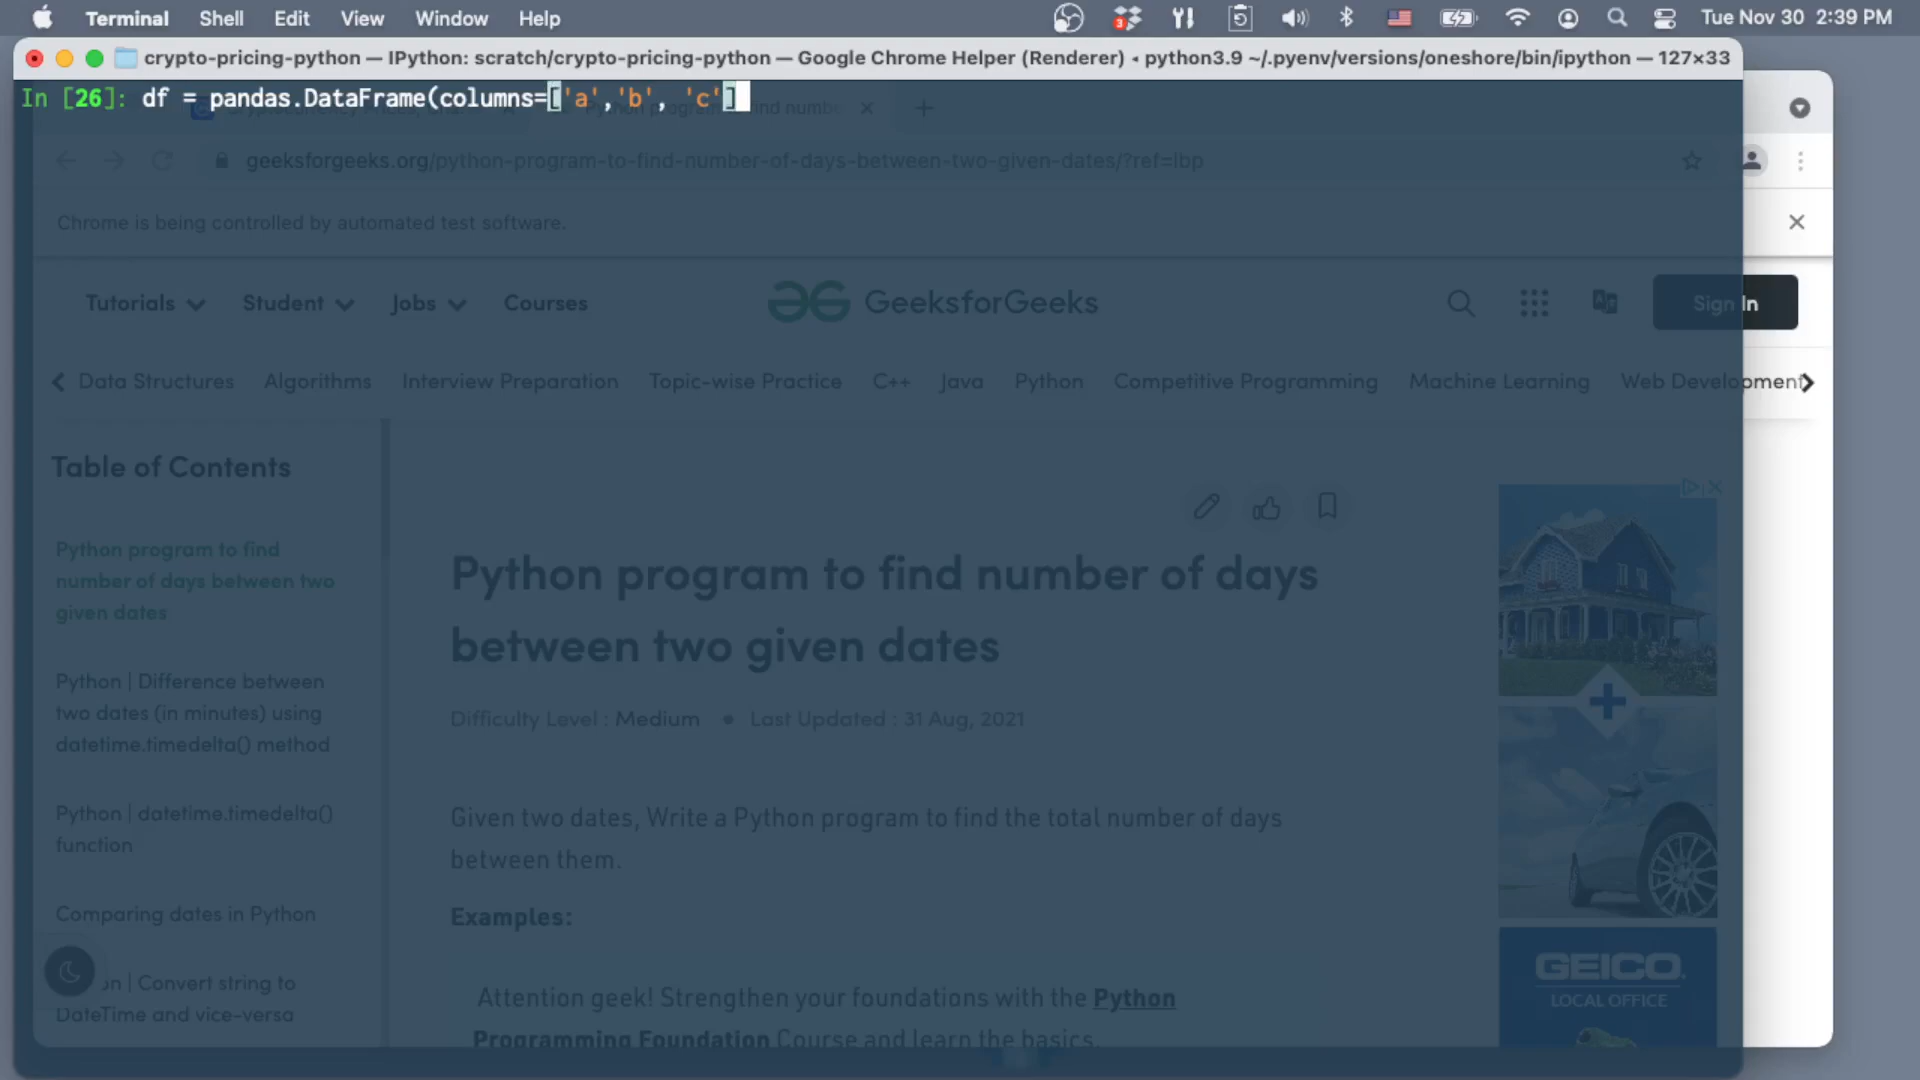 Terminal Shell Edit View Window Help 3 Tue Nov 30 2:39 PM
crypto-pricing-python — IPython: scratch/crypto-pricing-python — Google Chrome Helper (Renderer) ◂ python3.9 ~/.pyenv/versions/oneshore/bin/ipython — 127×33
In [26]: df = pandas.DataFrame(columns=['a','b', 'c']
geeksforgeeks.org/python-program-to-find-number-of-days-between-two-given-dates/?ref=lbp
Chrome is being controlled by automated test software.
Tutorials Student Jobs Courses GeeksforGeeks Sign In
Data Structures Algorithms Interview Preparation Topic-wise Practice C++ Java Python Competitive Programming Machine Learning Web Development
Table of Contents
Python program to find
number of days between two
given dates
Python | Difference between
two dates (in minutes) using
datetime.timedelta() method
Python | datetime.timedelta()
function
Comparing dates in Python
on | Convert string to
DateTime and vice-versa
Python program to find number of days
between two given dates
Difficulty Level : Medium ● Last Updated : 31 Aug, 2021
Given two dates, Write a Python program to find the total number of days
between them.
Examples:
Attention geek! Strengthen your foundations with the Python
Programming Foundation Course and learn the basics.
GEICO
LOCAL OFFICE